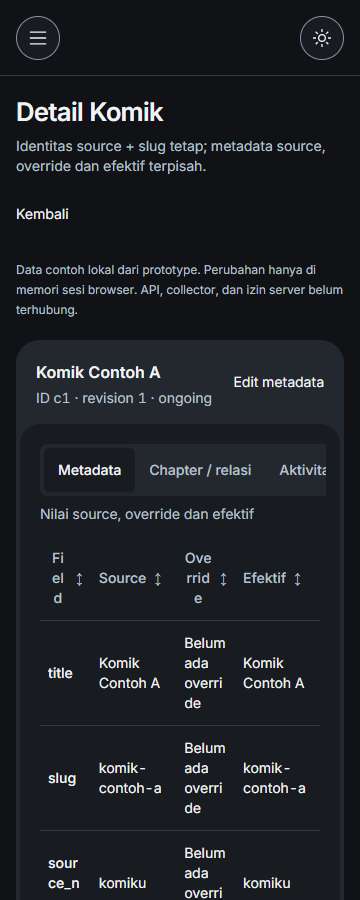 Detail Komik
Identitas source + slug tetap; metadata source,
override dan efektif terpisah.
Kembali
Data contoh lokal dari prototype. Perubahan hanya di
memori sesi browser. API, collector, dan izin server belum
terhubung.
Komik Contoh A
Edit metadata
ID c1 · revision 1 · ongoing
Metadata Chapter / relasi Aktivita
Nilai source, override dan efektif
Fi
el
d
Source
Ove
rrid
e
Efektif
title
Komik
Contoh A
Belum
ada
overri
de
Komik
Contoh A
slug
komik-
contoh-a
Belum
ada
overri
de
komik-
contoh-a
sour
ce_n
komiku
Belum
ada
overri
komiku